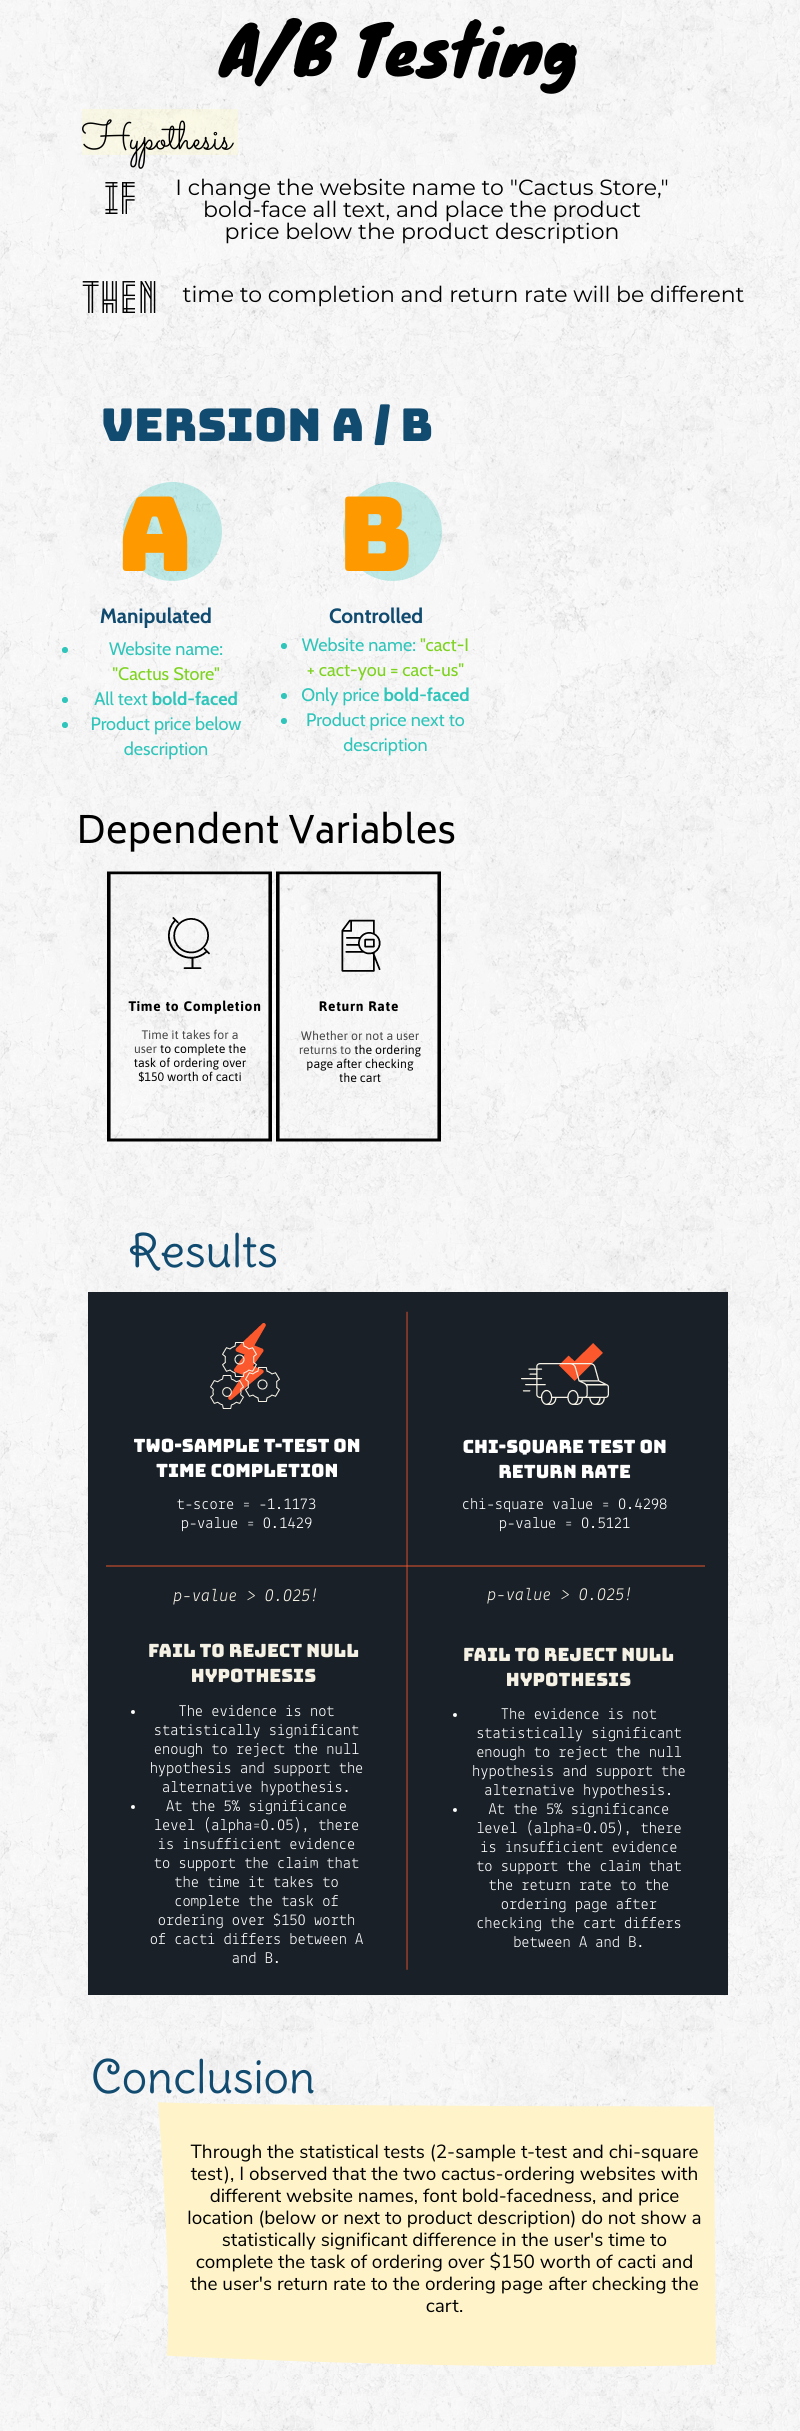 A/B Testing
Hypothesis
IF
I change the website name to "Cactus Store,"
bold-face all text, and place the product
price below the product description
THEN
time to completion and return rate will be different
VERSION A / B
A
Manipulated
• Website name:
"Cactus Store"
• All text bold-faced
• Product price below
description
B
Controlled
• Website name: "cact-I
+ cact-you = cact-us"
• Only price bold-faced
• Product price next to
description
Dependent Variables
Time to Completion
Time it takes for a
user to complete the
task of ordering over
$150 worth of cacti
Return Rate
Whether or not a user
returns to the ordering
page after checking
the cart
Results
TWO-SAMPLE T-TEST ON
TIME COMPLETION
t-score = -1.1173
p-value = 0.1429
p-value > 0.025!
FAIL TO REJECT NULL
HYPOTHESIS
• The evidence is not
statistically significant
enough to reject the null
hypothesis and support the
alternative hypothesis.
• At the 5% significance
level (alpha=0.05), there
is insufficient evidence
to support the claim that
the time it takes to
complete the task of
ordering over $150 worth
of cacti differs between A
and B.
CHI-SQUARE TEST ON
RETURN RATE
chi-square value = 0.4298
p-value = 0.5121
p-value > 0.025!
FAIL TO REJECT NULL
HYPOTHESIS
• The evidence is not
statistically significant
enough to reject the null
hypothesis and support the
alternative hypothesis.
• At the 5% significance
level (alpha=0.05), there
is insufficient evidence
to support the claim that
the return rate to the
ordering page after
checking the cart differs
between A and B.
Conclusion
Through the statistical tests (2-sample t-test and chi-square
test), I observed that the two cactus-ordering websites with
different website names, font bold-facedness, and price
location (below or next to product description) do not show a
statistically significant difference in the user's time to
complete the task of ordering over $150 worth of cacti and
the user's return rate to the ordering page after checking the
cart.